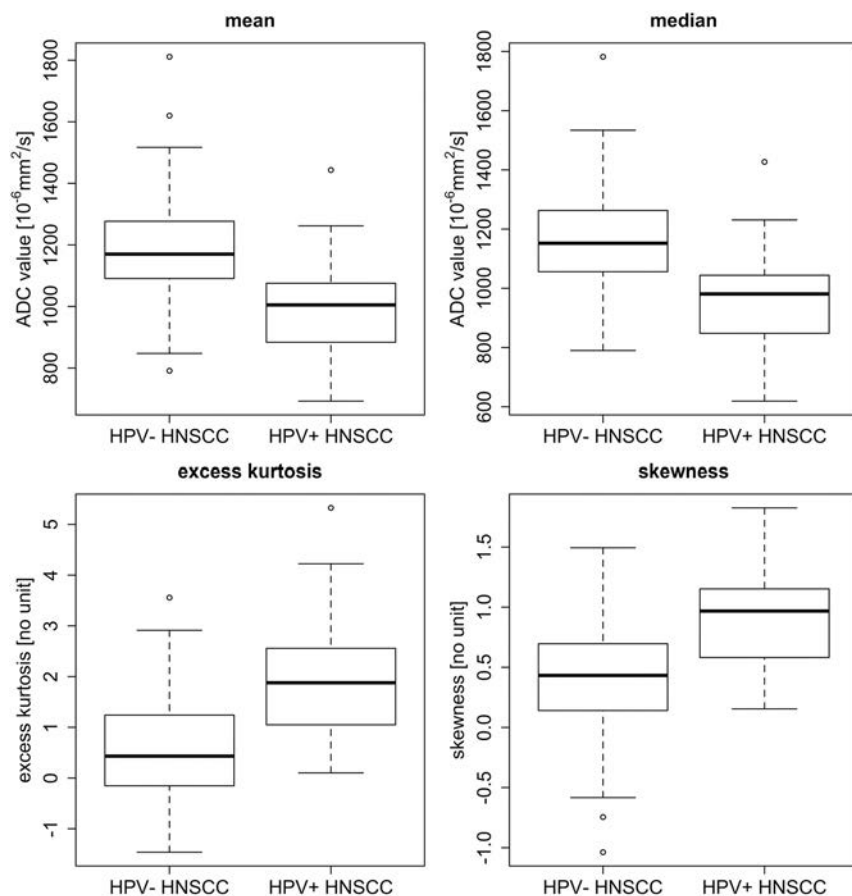 mean
ADC value [10⁻⁶mm²/s]
800
1000
1200
1400
1600
1800
HPV- HNSCC
HPV+ HNSCC
median
ADC value [10⁻⁶mm²/s]
600
800
1000
1200
1400
1600
1800
HPV- HNSCC
HPV+ HNSCC
excess kurtosis
excess kurtosis [no unit]
-1
0
1
2
3
4
5
HPV- HNSCC
HPV+ HNSCC
skewness
skewness [no unit]
-1.0
-0.5
0.0
0.5
1.0
1.5
HPV- HNSCC
HPV+ HNSCC